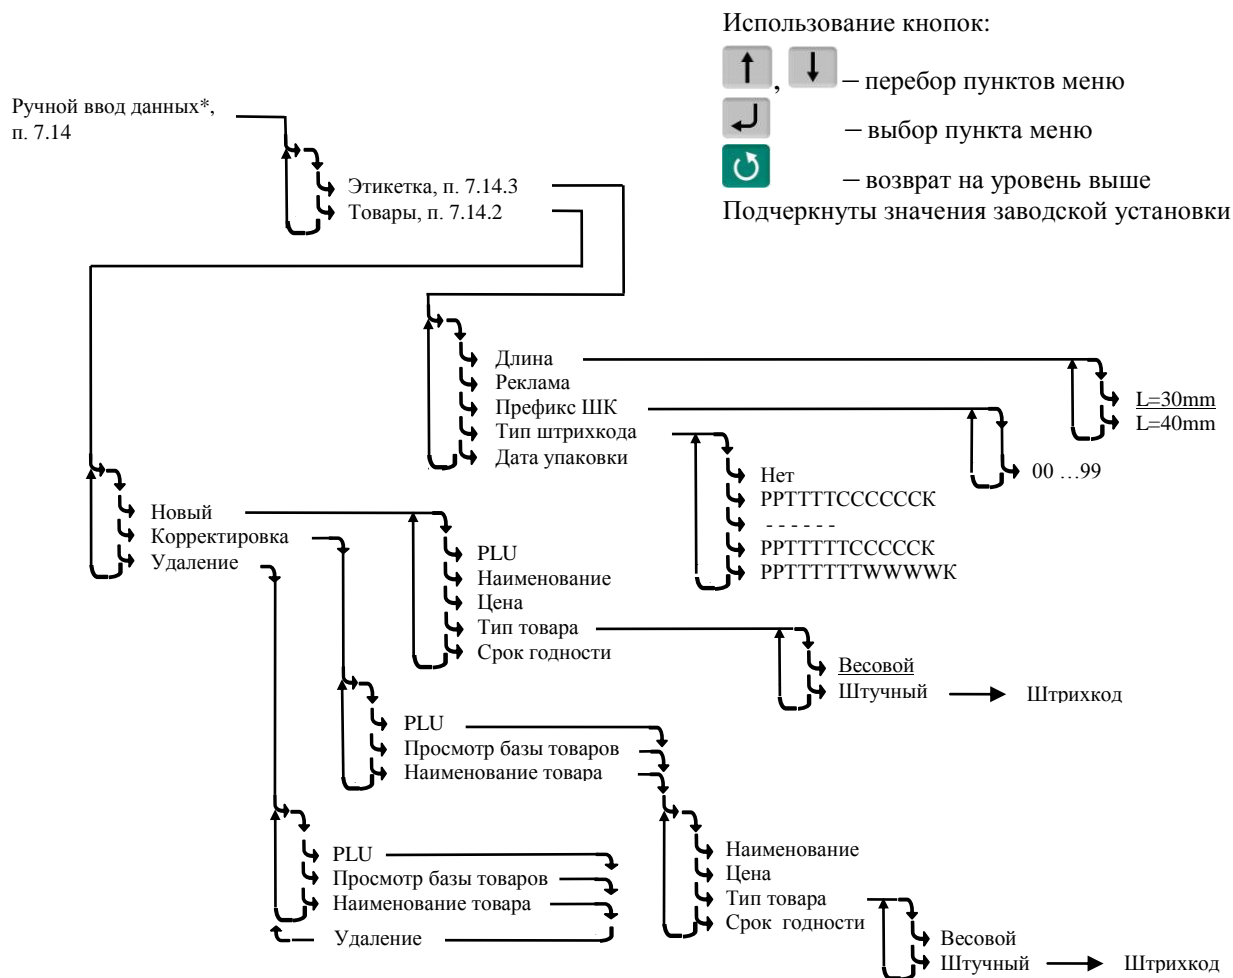 Использование кнопок:
, – перебор пунктов меню
– выбор пункта меню
– возврат на уровень выше
Подчеркнуты значения заводской установки
Ручной ввод данных*,
п. 7.14
Этикетка, п. 7.14.3
Товары, п. 7.14.2
Длина
Реклама
Префикс ШК
Тип штрихкода
Дата упаковки
L=30mm
L=40mm
00 …99
Нет
РРТТТТССССССК
- - - - - -
РРТТТТТСССССК
РРТТТТТТWWWWК
Новый
Корректировка
Удаление
PLU
Наименование
Цена
Тип товара
Срок годности
Весовой
Штучный
Штрихкод
PLU
Просмотр базы товаров
Наименование товара
Наименование
Цена
Тип товара
Срок годности
PLU
Просмотр базы товаров
Наименование товара
Удаление
Весовой
Штучный
Штрихкод